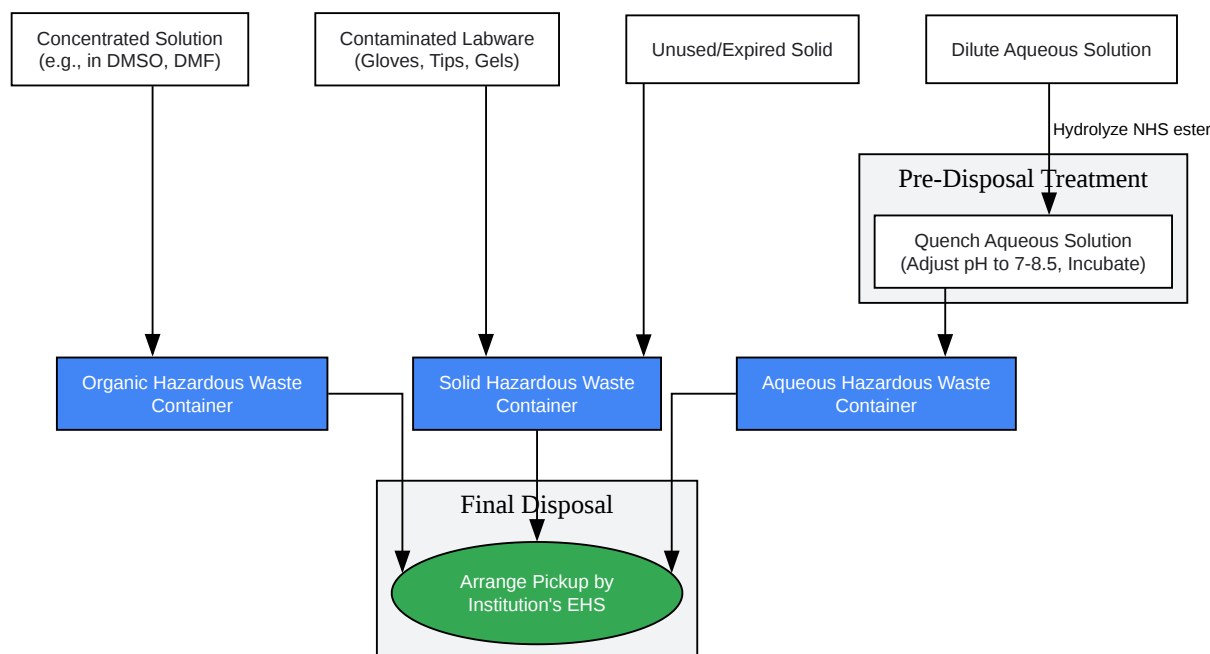 Concentrated Solution
(e.g., in DMSO, DMF)
Contaminated Labware
(Gloves, Tips, Gels)
Unused/Expired Solid
Dilute Aqueous Solution
Hydrolyze NHS ester
Pre-Disposal Treatment
Quench Aqueous Solution
(Adjust pH to 7-8.5, Incubate)
Organic Hazardous Waste
Container
Solid Hazardous Waste
Container
Aqueous Hazardous Waste
Container
Final Disposal
Arrange Pickup by
Institution's EHS